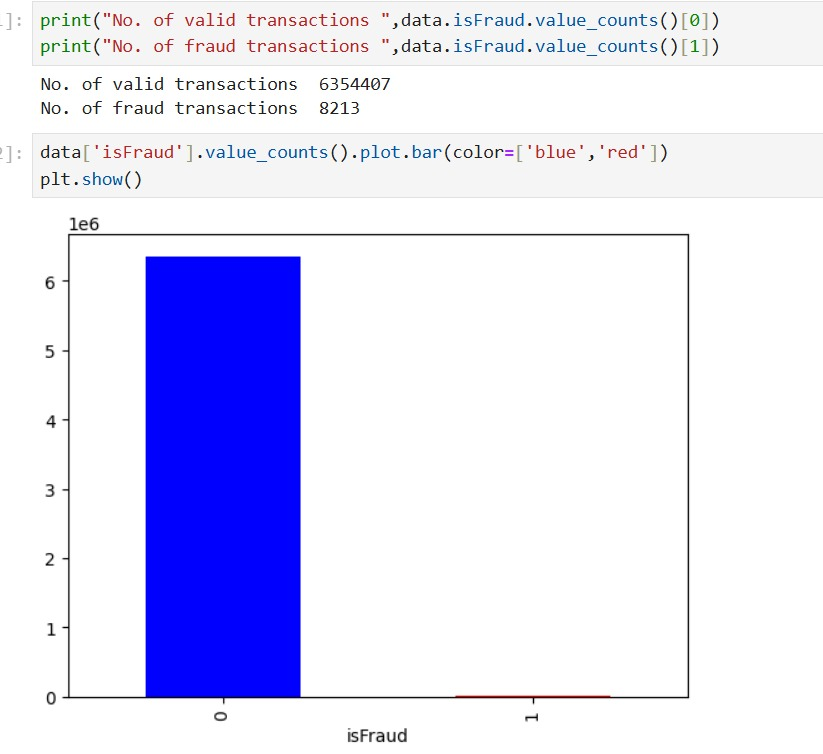 ]: print("No. of valid transactions ",data.isFraud.value_counts()[0])
print("No. of fraud transactions ",data.isFraud.value_counts()[1])
No. of valid transactions  6354407
No. of fraud transactions  8213
]: data['isFraud'].value_counts().plot.bar(color=['blue','red'])
plt.show()
1e6
6
5
4
3
2
1
0
0 1
isFraud